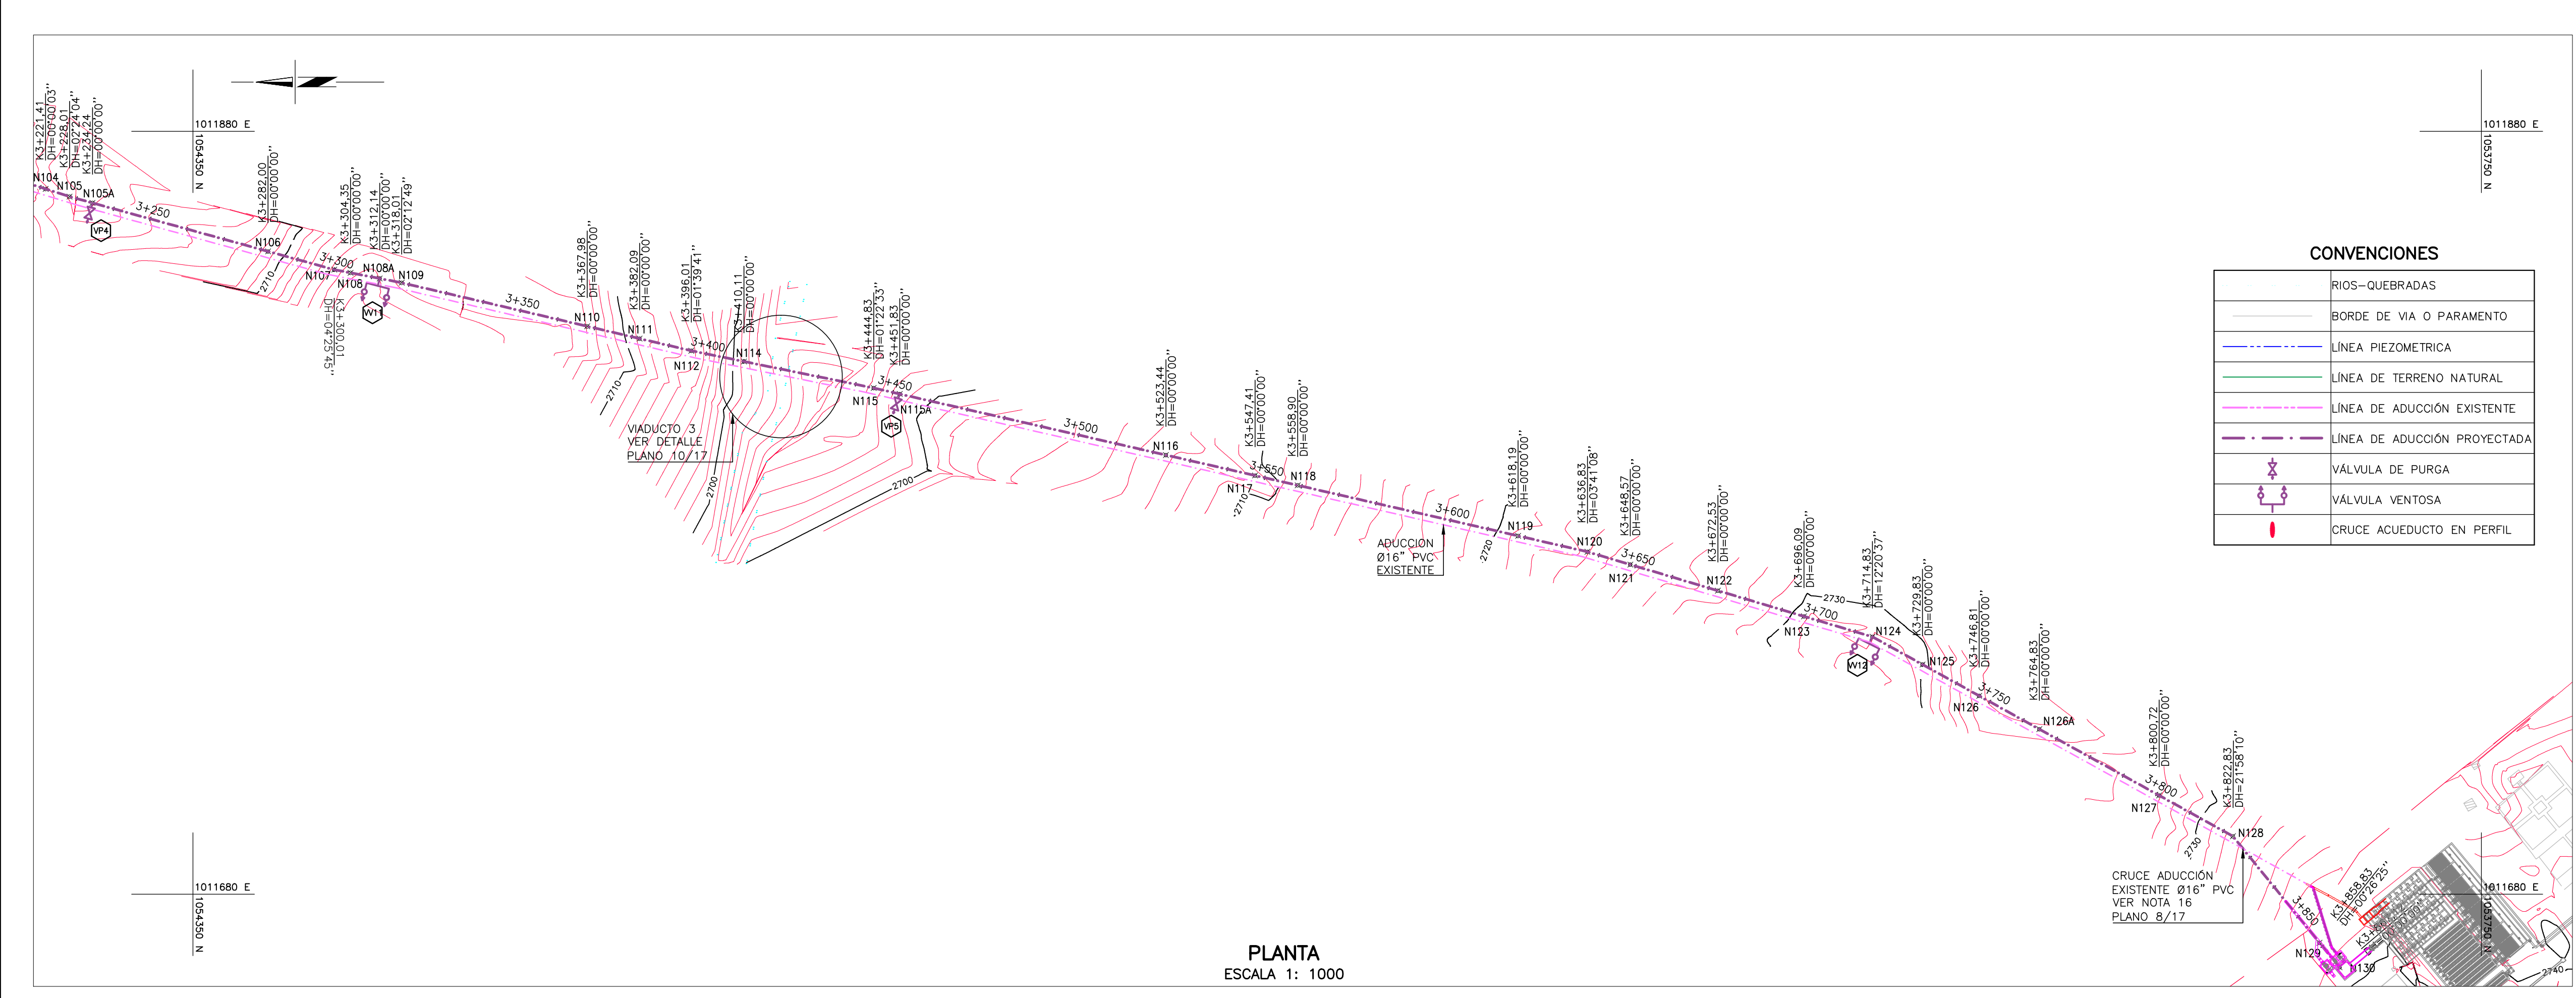 K3+221,41
DH=00°00'03''
K3+228,01
DH=02°24'04''
K3+234,24
DH=00°00'00''
N104
N105
N105A
VP4
3+250
1011880 E
1054350 N
K3+282,00
DH=00°00'00''
N106
2710
K3+304,35
DH=00°00'00''
K3+312,14
DH=00°00'00''
K3+318,01
DH=02°12'49''
3+300
N107
N108
N108A
N109
VV11
K3+300,01
DH=04°25'45''
3+350
K3+367,98
DH=00°00'00''
N110
K3+382,09
DH=00°00'00''
N111
2710
K3+396,01
DH=01°39'41''
N112
3+400
K3+410,11
DH=00°00'00''
N114
VIADUCTO 3
VER DETALLE
PLANO 10/17
2700
K3+444,83
DH=01°22'33''
K3+451,83
DH=00°00'00''
3+450
N115
N115A
VP5
2700
3+500
K3+523,44
DH=00°00'00''
N116
K3+547,41
DH=00°00'00''
3+550
N117
2710
K3+558,90
DH=00°00'00''
N118
ADUCCION
Ø16" PVC
EXISTENTE
3+600
2720
K3+618,19
DH=00°00'00''
N119
K3+636,83
DH=03°41'08''
N120
K3+648,57
DH=00°00'00''
3+650
N121
K3+672,53
DH=00°00'00''
N122
K3+696,09
DH=00°00'00''
N123
3+700
2730
K3+714,83
DH=12°20'37''
N124
VV12
K3+729,83
DH=00°00'00''
N125
K3+746,81
DH=00°00'00''
N126
3+750
K3+764,83
DH=00°00'00''
N126A
K3+800,72
DH=00°00'00''
3+800
N127
2730
K3+822,83
DH=21°58'10''
N128
CRUCE ADUCCIÓN
EXISTENTE Ø16" PVC
VER NOTA 16
PLANO 8/17
3+850
K3+858,83
DH=00°26'25''
N129
N130
2740
1011880 E
1053750 N
CONVENCIONES
RIOS-QUEBRADAS
BORDE DE VIA O PARAMENTO
LÍNEA PIEZOMETRICA
LÍNEA DE TERRENO NATURAL
LÍNEA DE ADUCCIÓN EXISTENTE
LÍNEA DE ADUCCIÓN PROYECTADA
VÁLVULA DE PURGA
VÁLVULA VENTOSA
CRUCE ACUEDUCTO EN PERFIL
1011680 E
1054350 N
1011680 E
1053750 N
PLANTA
ESCALA 1: 1000